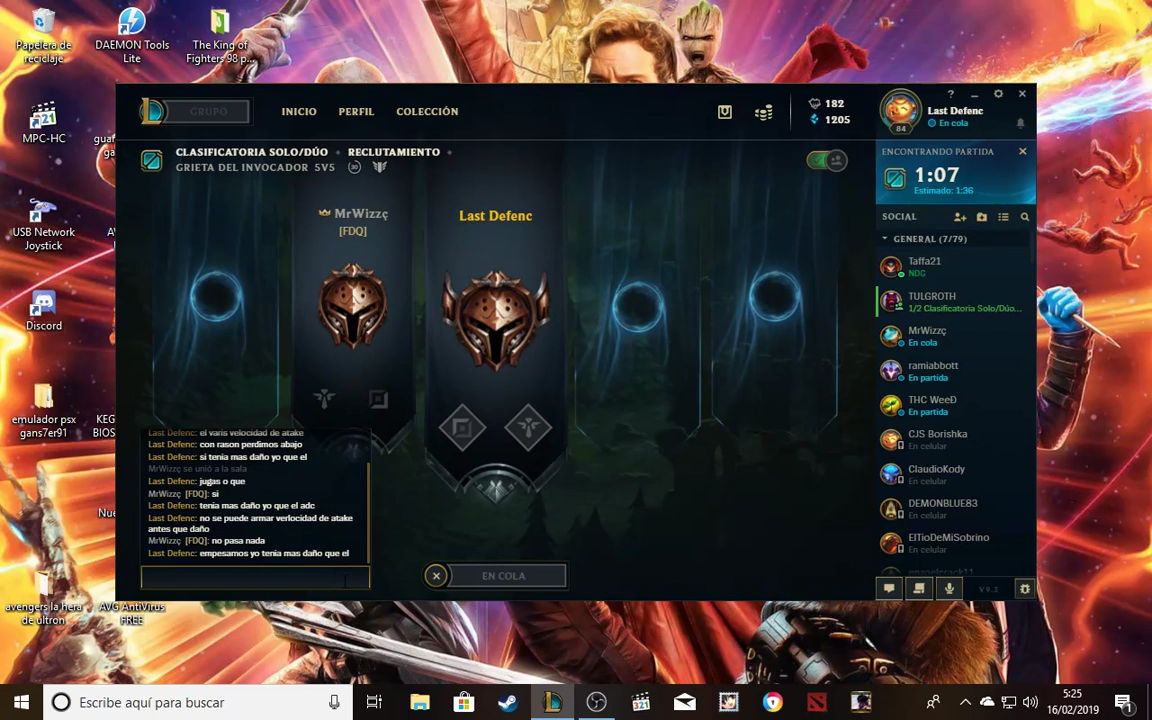 Papelera de
reciclaje
DAEMON Tools
Lite
The King of
Fighters 98 p...
MPC-HC
USB Network
Joystick
Discord
emulador psx
gans7er91
BIOS
avengers la hera
de ultron
AVG AntiVirus
FREE
GRUPO
INICIO
PERFIL
COLECCIÓN
182
1205
84
Last Defenc
En cola
CLASIFICATORIA SOLO/DÚO • RECLUTAMIENTO •
GRIETA DEL INVOCADOR 5V5
ENCONTRANDO PARTIDA
1:07
Estimado: 1:36
MrWizzç
[FDQ]
Last Defenc
SOCIAL
GENERAL (7/79)
Taffa21
NDG
TULGROTH
1/2 Clasificatoria Solo/Dúo...
MrWizzç
En cola
ramiabbott
En partida
THC WeeÐ
En partida
CJS Borishka
En celular
ClaudioKody
En celular
DEMONBLUE83
En celular
ElTioDeMiSobrino
En celular
Last Defenc: el varis velocidad de atake
Last Defenc: con rason perdimos abajo
Last Defenc: si tenia mas daño yo que el
MrWizzç se unió a la sala
Last Defenc: jugas o que
MrWizzç [FDQ]: si
Last Defenc: tenia mas daño yo que el adc
Last Defenc: no se puede armar verlocidad de atake
antes que daño
MrWizzç [FDQ]: no pasa nada
Last Defenc: empesamos yo tenia mas daño que el
EN COLA
Escribe aquí para buscar
5:25
16/02/2019